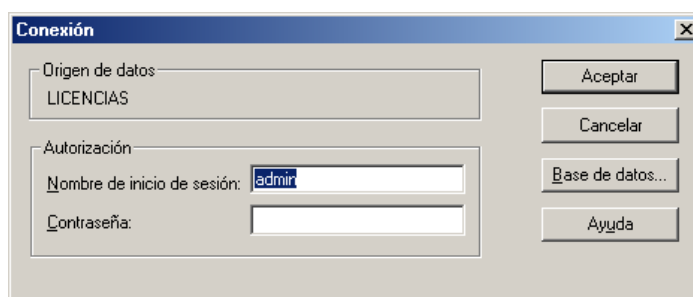 Conexión
Origen de datos
LICENCIAS
Autorización
Nombre de inicio de sesión: admin
Contraseña:
Aceptar
Cancelar
Base de datos...
Ayuda